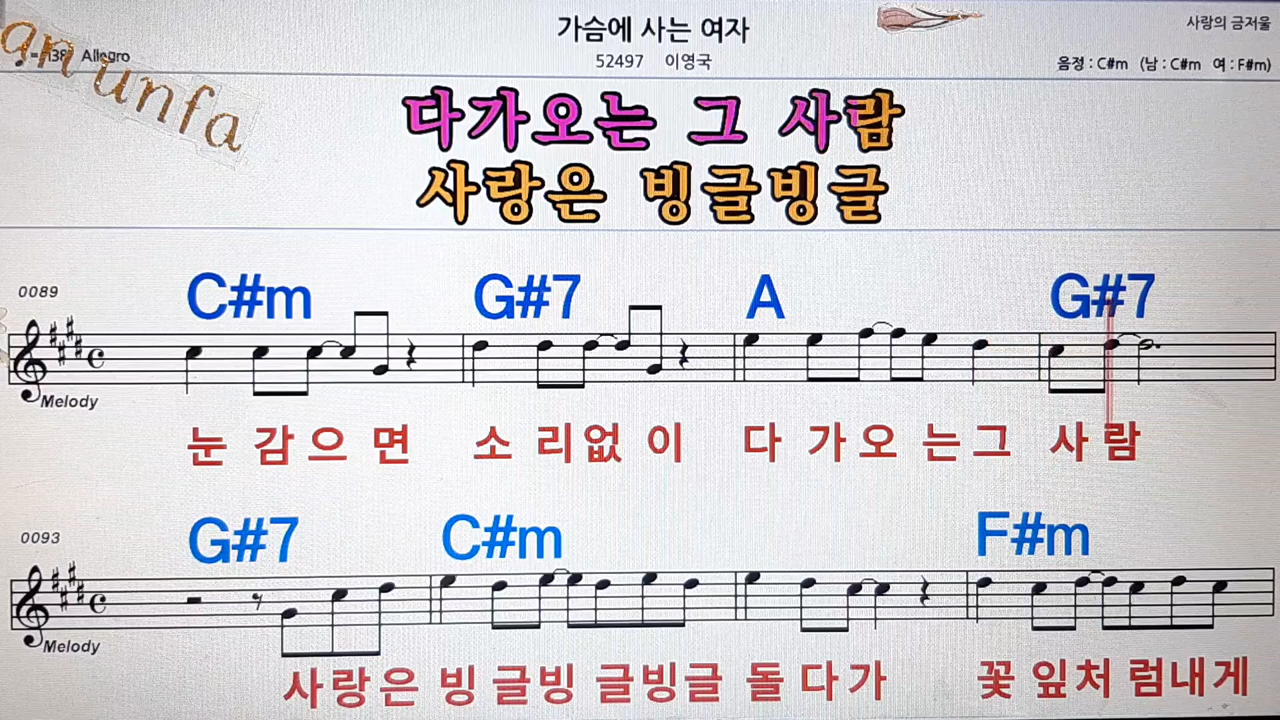 가슴에 사는 여자
사랑의 금저울
♩ = 138 Allegro
52497 이영국
음정 : C#m (남 : C#m 여 : F#m)
an unfa
다가오는 그 사람
사랑은 빙글빙글
0089
C#m G#7 A G#7
Melody
눈 감 으 면 소 리 없 이 다 가 오 는 그 사 람
0093
G#7 C#m F#m
Melody
사 랑 은 빙 글 빙 글 빙 글 돌 다 가 꽃 잎 처 럼 내 게